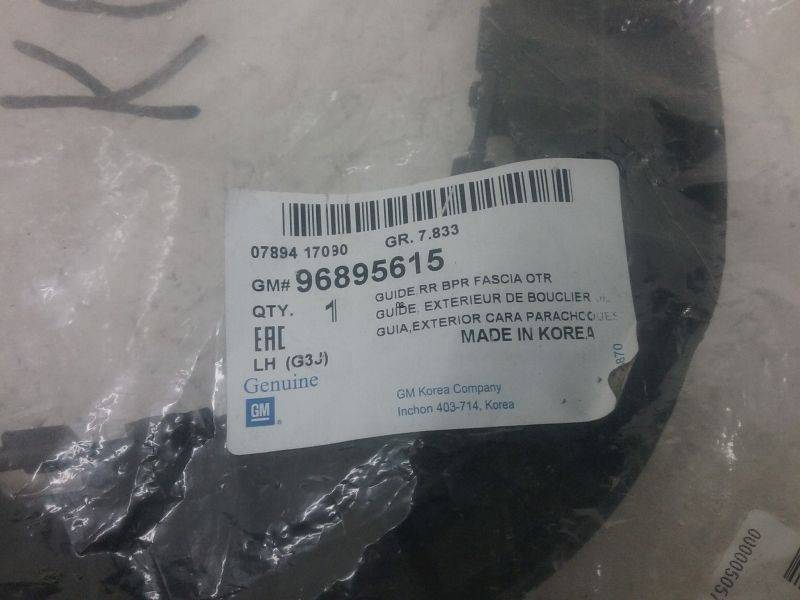 07894 17090
GR. 7.833
GM# 96895615
QTY. 1
GUIDE.RR BPR FASCIA OTR
GUIDE, EXTERIEUR DE BOUCLIER
GUIA,EXTERIOR CARA PARACHOQUES
EAC
MADE IN KOREA
LH (G3J)
Genuine
GM
GM Korea Company
Inchon 403-714, Korea
870